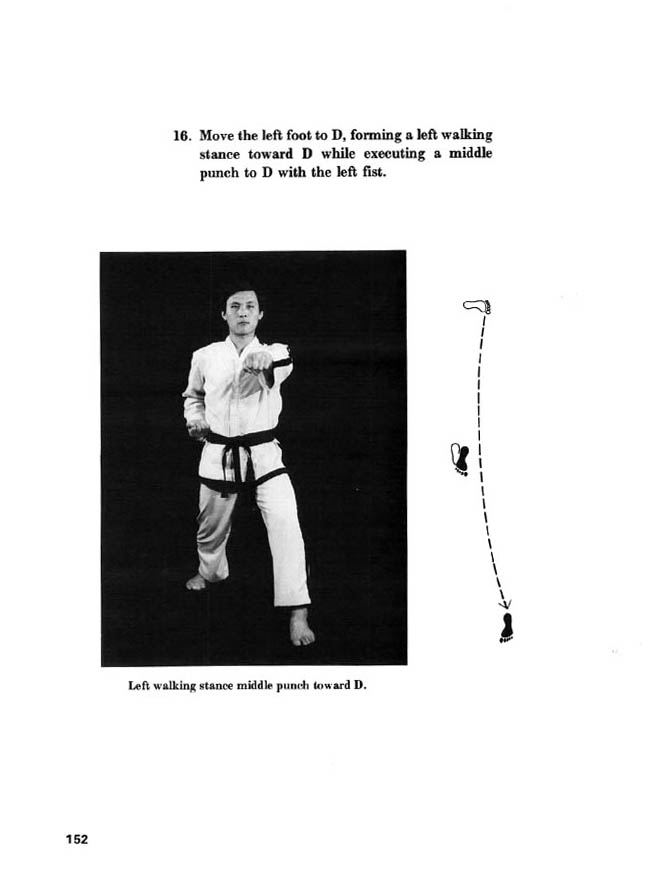 16. Move the left foot to D, forming a left walking
stance toward D while executing a middle
punch to D with the left fist.
Left walking stance middle punch toward D.
152